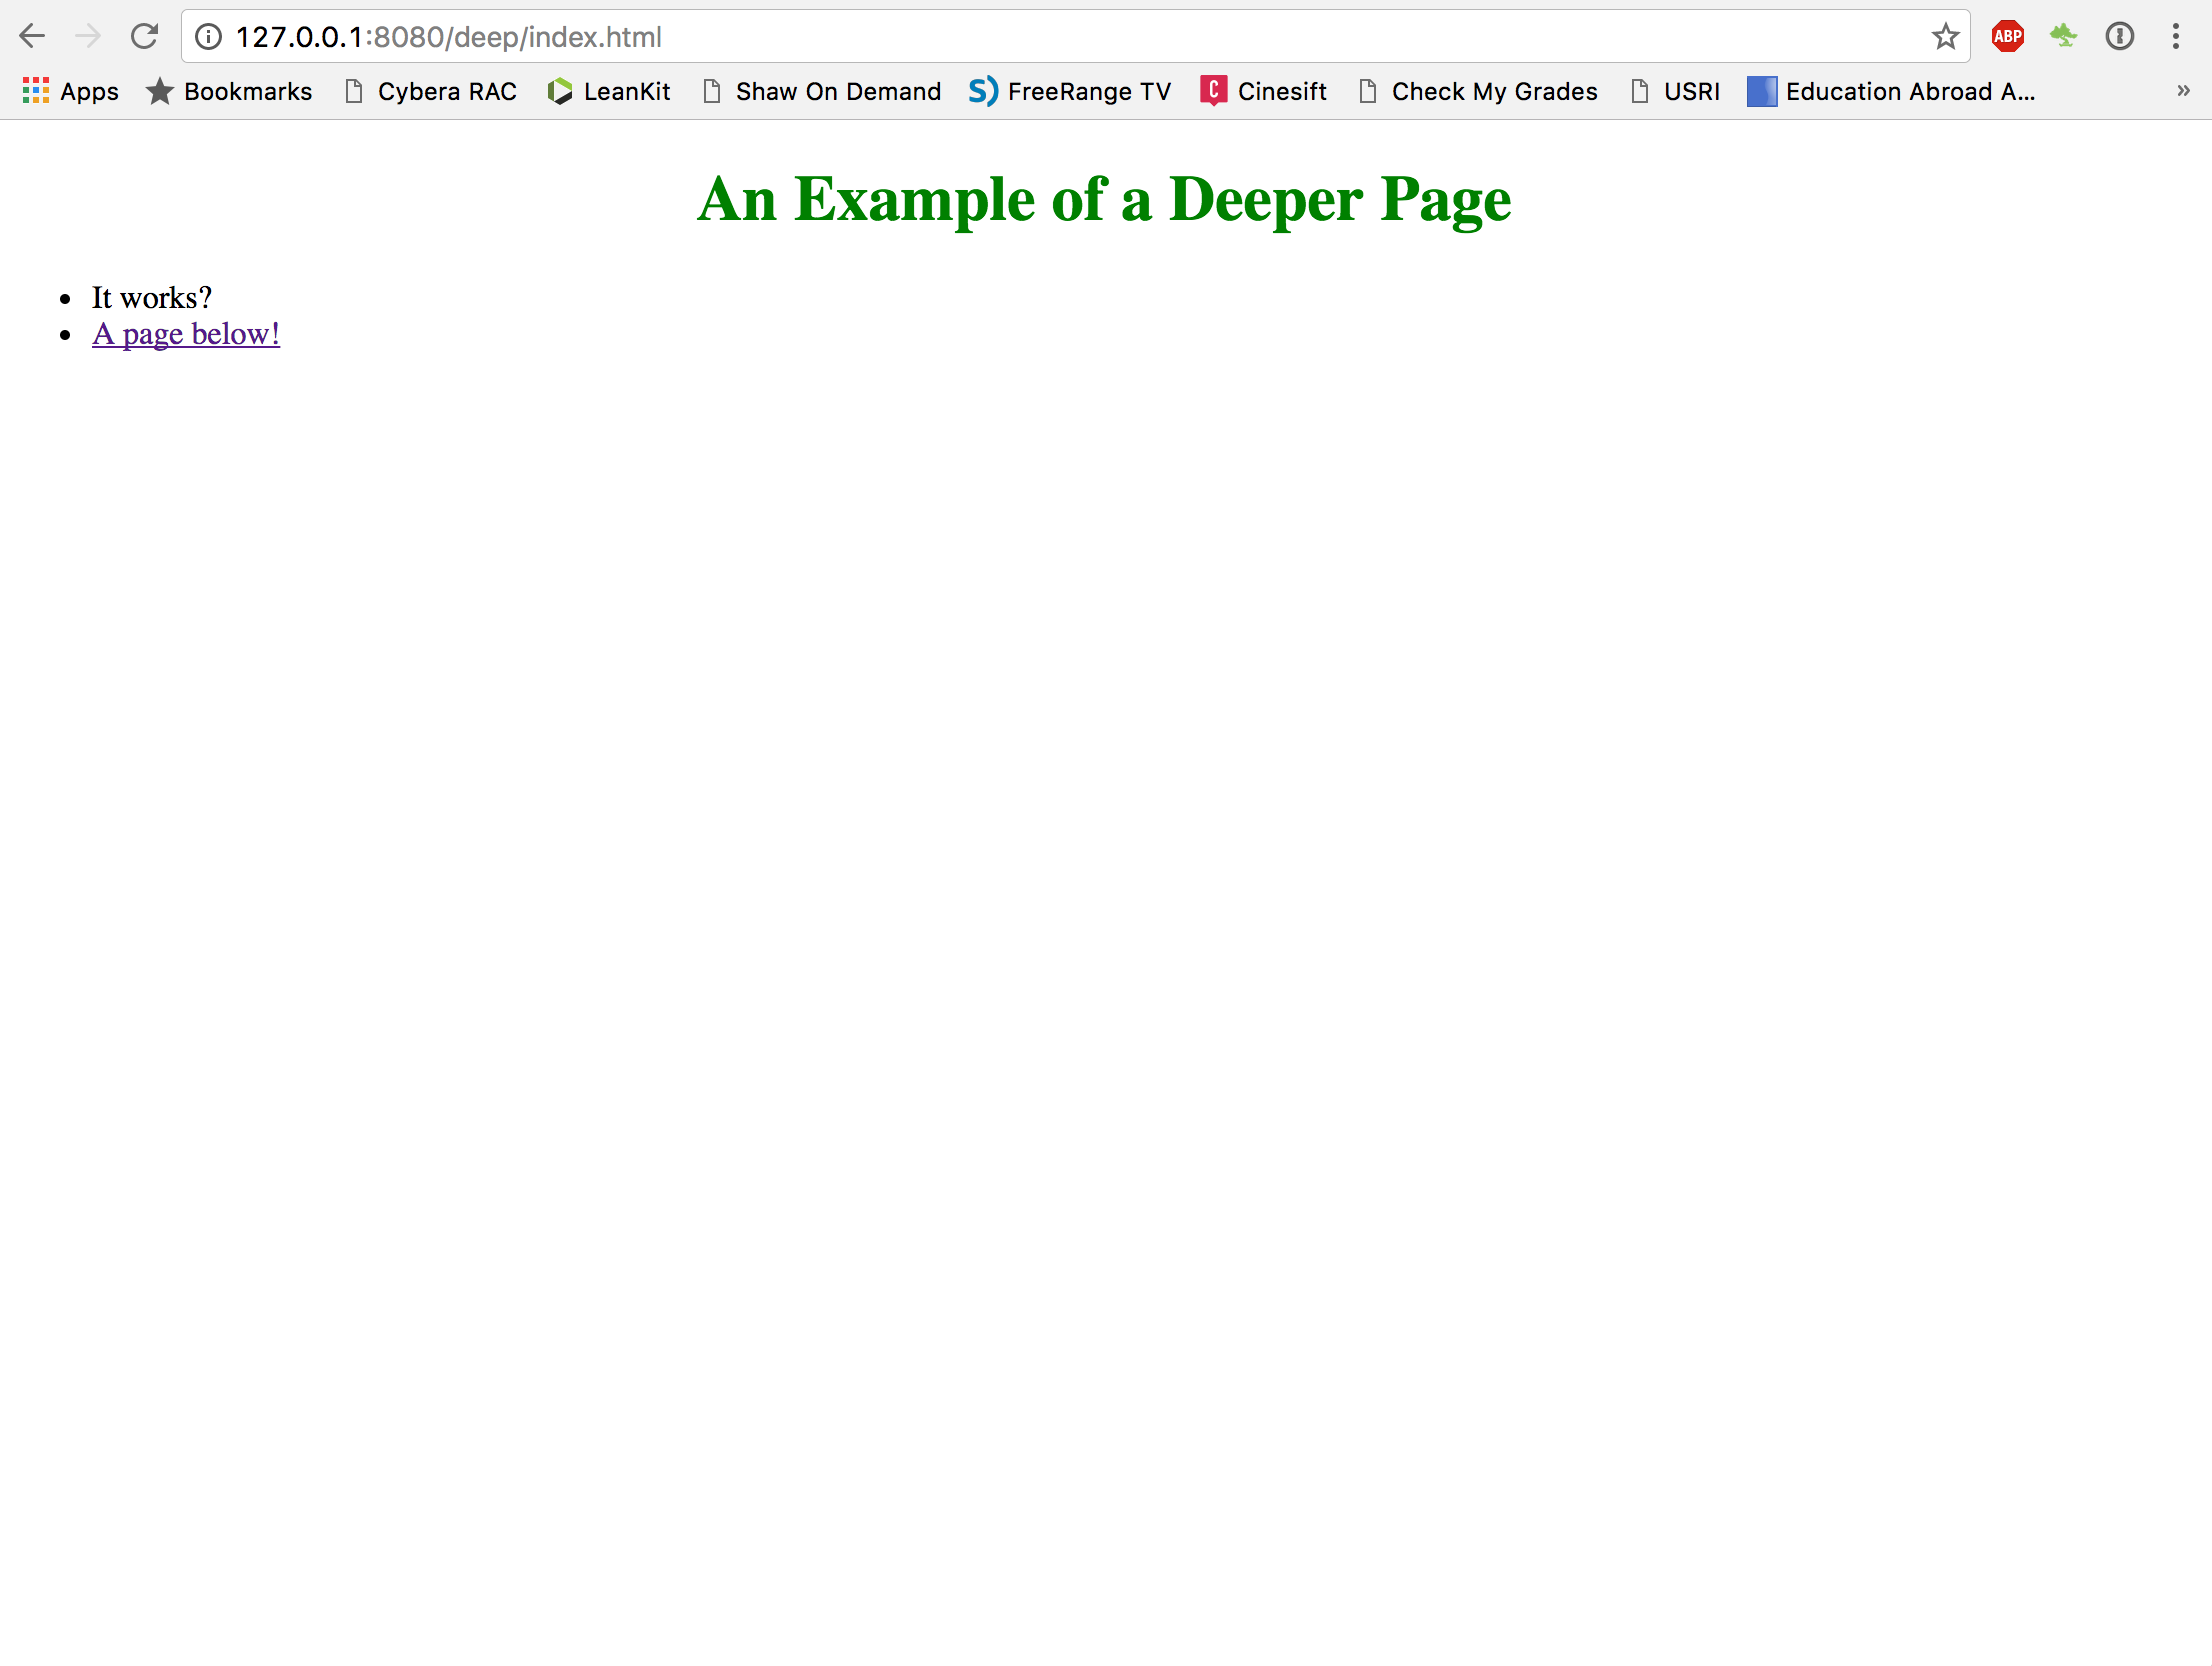 127.0.0.1:8080/deep/index.html
ABP
Apps Bookmarks Cybera RAC LeanKit Shaw On Demand S) FreeRange TV C Cinesift Check My Grades USRI Education Abroad A... »
An Example of a Deeper Page
• It works?
• A page below!